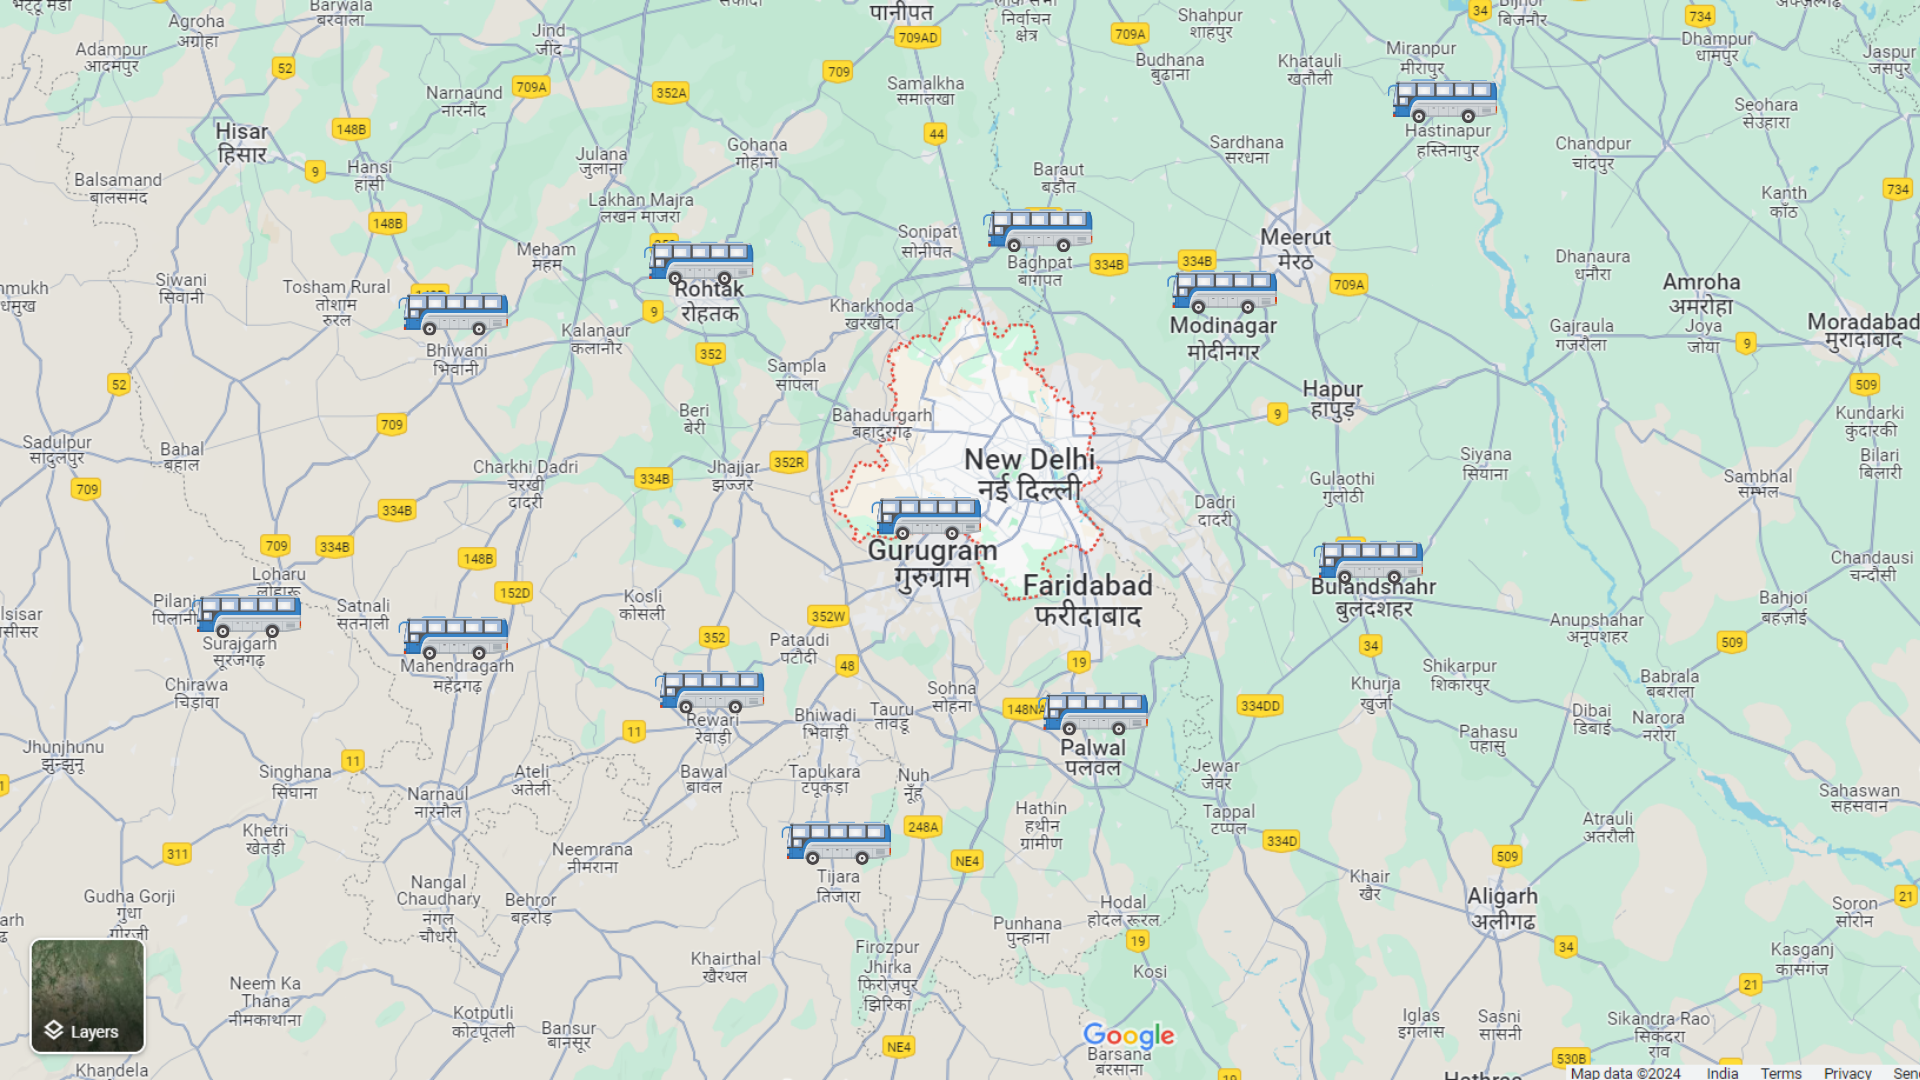 Agroha
अग्रोहा
Barwala
बरवाला
Adampur
आदमपुर
52
Jind
जींद
Narnaund
नारनौंद
709A
352A
709
पानीपत
709AD
Samalkha
समालखा
44
निर्वाचन
क्षेत्र
709A
Shahpur
शाहपुर
Budhana
बुढाना
Khatauli
खतौली
Miranpur
मीरापुर
34
बिजनौर
734
Dhampur
धामपुर
Jaspur
जसपुर
Hisar
हिसार
148B
9
Hansi
हांसी
Balsamand
बालसमंद
148B
Julana
जुलाना
Gohana
गोहाना
Lakhan Majra
लखन माजरा
Baraut
बड़ौत
Sardhana
सरधना
Hastinapur
हस्तिनापुर
Seohara
सेओहारा
Chandpur
चांदपुर
Kanth
काँठ
734
Siwani
सिवानी
Tosham Rural
तोशाम
रुरल
Meham
महम
Sonipat
सोनीपत
Baghpat
बागपत
334B
334B
Meerut
मेरठ
709A
Dhanaura
धनौरा
Amroha
अमरोहा
Rohtak
रोहतक
9
Kharkhoda
खरखौदा
Modinagar
मोदीनगर
Gajraula
गजरौला
Joya
जोया
9
Moradabad
मुरादाबाद
Bhiwani
भिवानी
Kalanaur
कलानौर
352
Sampla
सांपला
52
709
Beri
बेरी
Bahadurgarh
बहादुरगढ़
Hapur
हापुड़
9
509
Kundarki
कुंदारकी
Sadulpur
सादुलपुर
Bahal
बहाल
709
Charkhi Dadri
चरखी
दादरी
334B
Jhajjar
झज्जर
352R
New Delhi
नई दिल्ली
Siyana
सियाना
Gulaothi
गुलोठी
Sambhal
सम्भल
Bilari
बिलारी
334B
Dadri
दादरी
709
334B
148B
Gurugram
गुरुग्राम
Faridabad
फरीदाबाद
Bulandshahr
बुलंदशहर
Chandausi
चन्दौसी
Loharu
लोहारू
Pilani
पिलानी
Satnali
सतनाली
152D
Kosli
कोसली
352W
Bahjoi
बहज़ोई
Anupshahar
अनूपशहर
Surajgarh
सूरजगढ़
Mahendragarh
महेंद्रगढ़
352
Pataudi
पटौदी
48
19
34
509
Chirawa
चिड़ावा
Shikarpur
शिकारपुर
Babrala
बबराला
Khurja
खुर्जा
Sohna
सोहना
148NA
334DD
Rewari
रेवाड़ी
Bhiwadi
भिवाड़ी
Tauru
तावडू
Dibai
डिबाई
Narora
नरोरा
11
Pahasu
पहासु
Palwal
पलवल
Jhunjhunu
झुन्झुनू
11
Singhana
सिंघाना
Ateli
अतेली
Bawal
बावल
Tapukara
टपूकड़ा
Nuh
नूँह
Jewar
जेवर
Narnaul
नारनौल
Hathin
हथीन
ग्रामीण
Tappal
टप्पल
Sahaswan
सहसवान
Khetri
खेतड़ी
311
248A
334D
Atrauli
अतरौली
Neemrana
नीमराना
NE4
509
Tijara
तिजारा
Khair
खैर
Gudha Gorji
गुधा
गोरजी
Nangal
Chaudhary
नंगल
चौधरी
Behror
बहरोड़
Aligarh
अलीगढ
21
Soron
सोरोन
Hodal
होदल रूरल
Punhana
पुन्हाना
19
34
Kasganj
कासगंज
Khairthal
खैरथल
Firozpur
Jhirka
फिरोज़पुर
झिरिका
Kosi
21
Neem Ka
Thana
नीमकाथाना
Kotputli
कोटपूतली
Bansur
बानसूर
Layers
Iglas
इगलास
Sasni
सासनी
Sikandra Rao
सिकंदरा
राव
Google
NE4
Barsana
बरसाना
530B
Khandela
19
Map data ©2024 India Terms Privacy